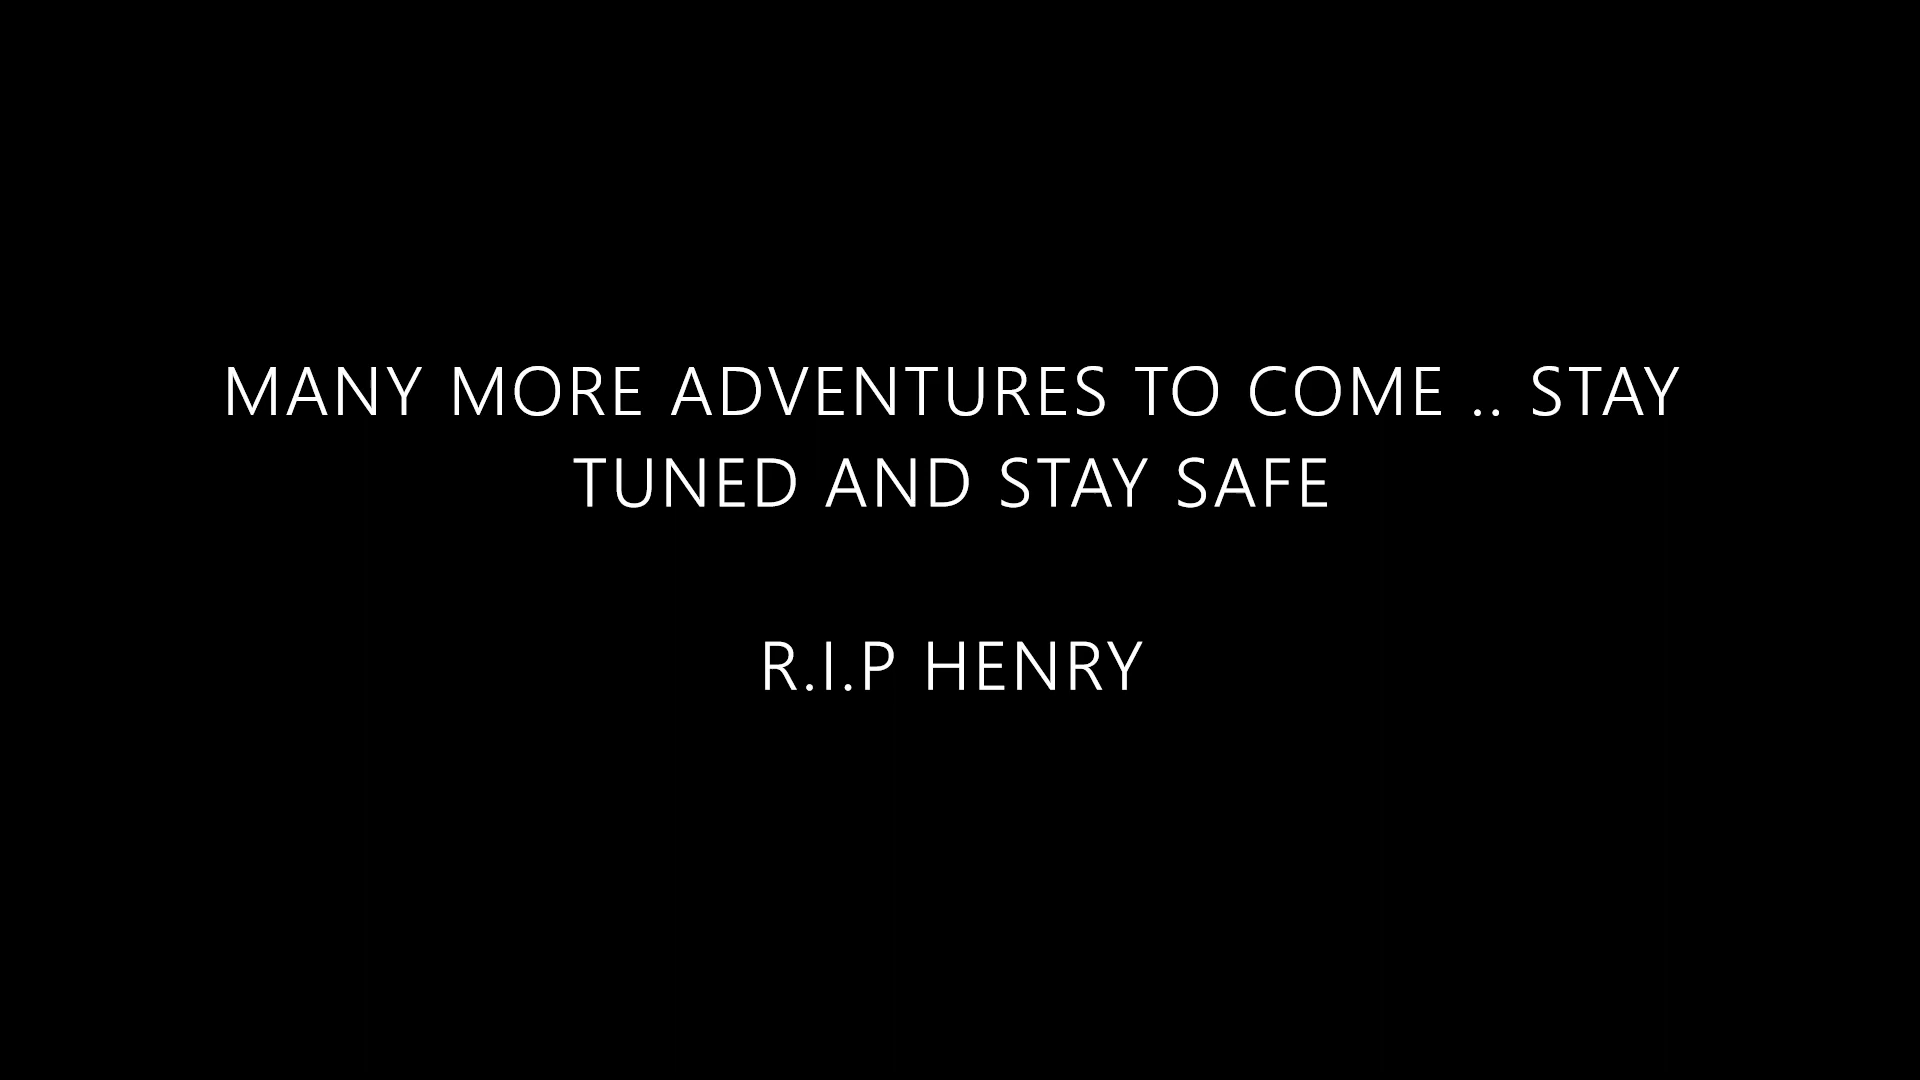 MANY MORE ADVENTURES TO COME .. STAY
TUNED AND STAY SAFE
R.I.P HENRY